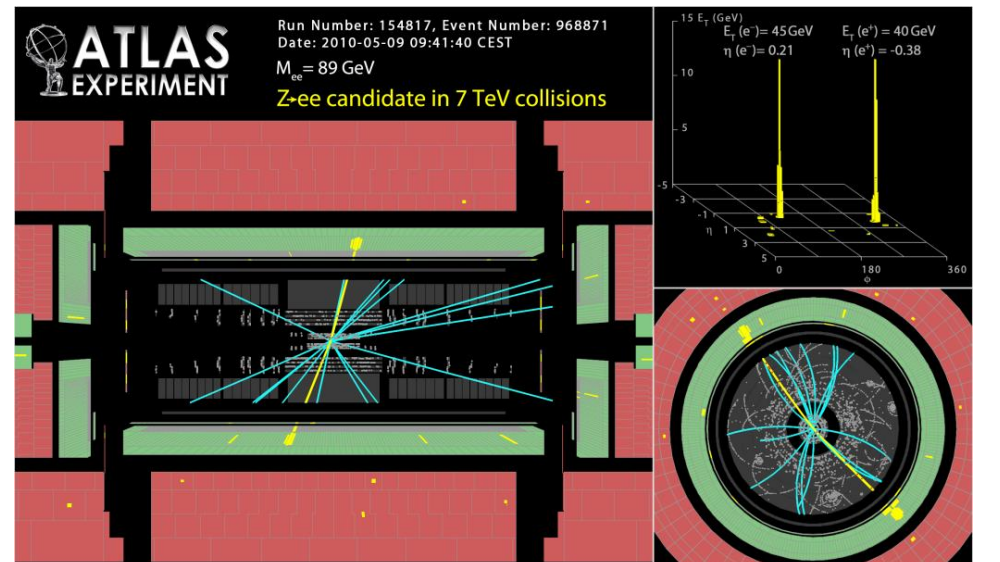 ATLAS
EXPERIMENT
Run Number: 154817, Event Number: 968871
Date: 2010-05-09 09:41:40 CEST
M_ee = 89 GeV
Z→ee candidate in 7 TeV collisions
15 E_T (GeV)
E_T (e⁻)= 45 GeV
η (e⁻)= 0.21
E_T (e⁺)= 40 GeV
η (e⁺)= -0.38
10
5
-5
-3
-1
η
1
3
5
0
180
360
Φ